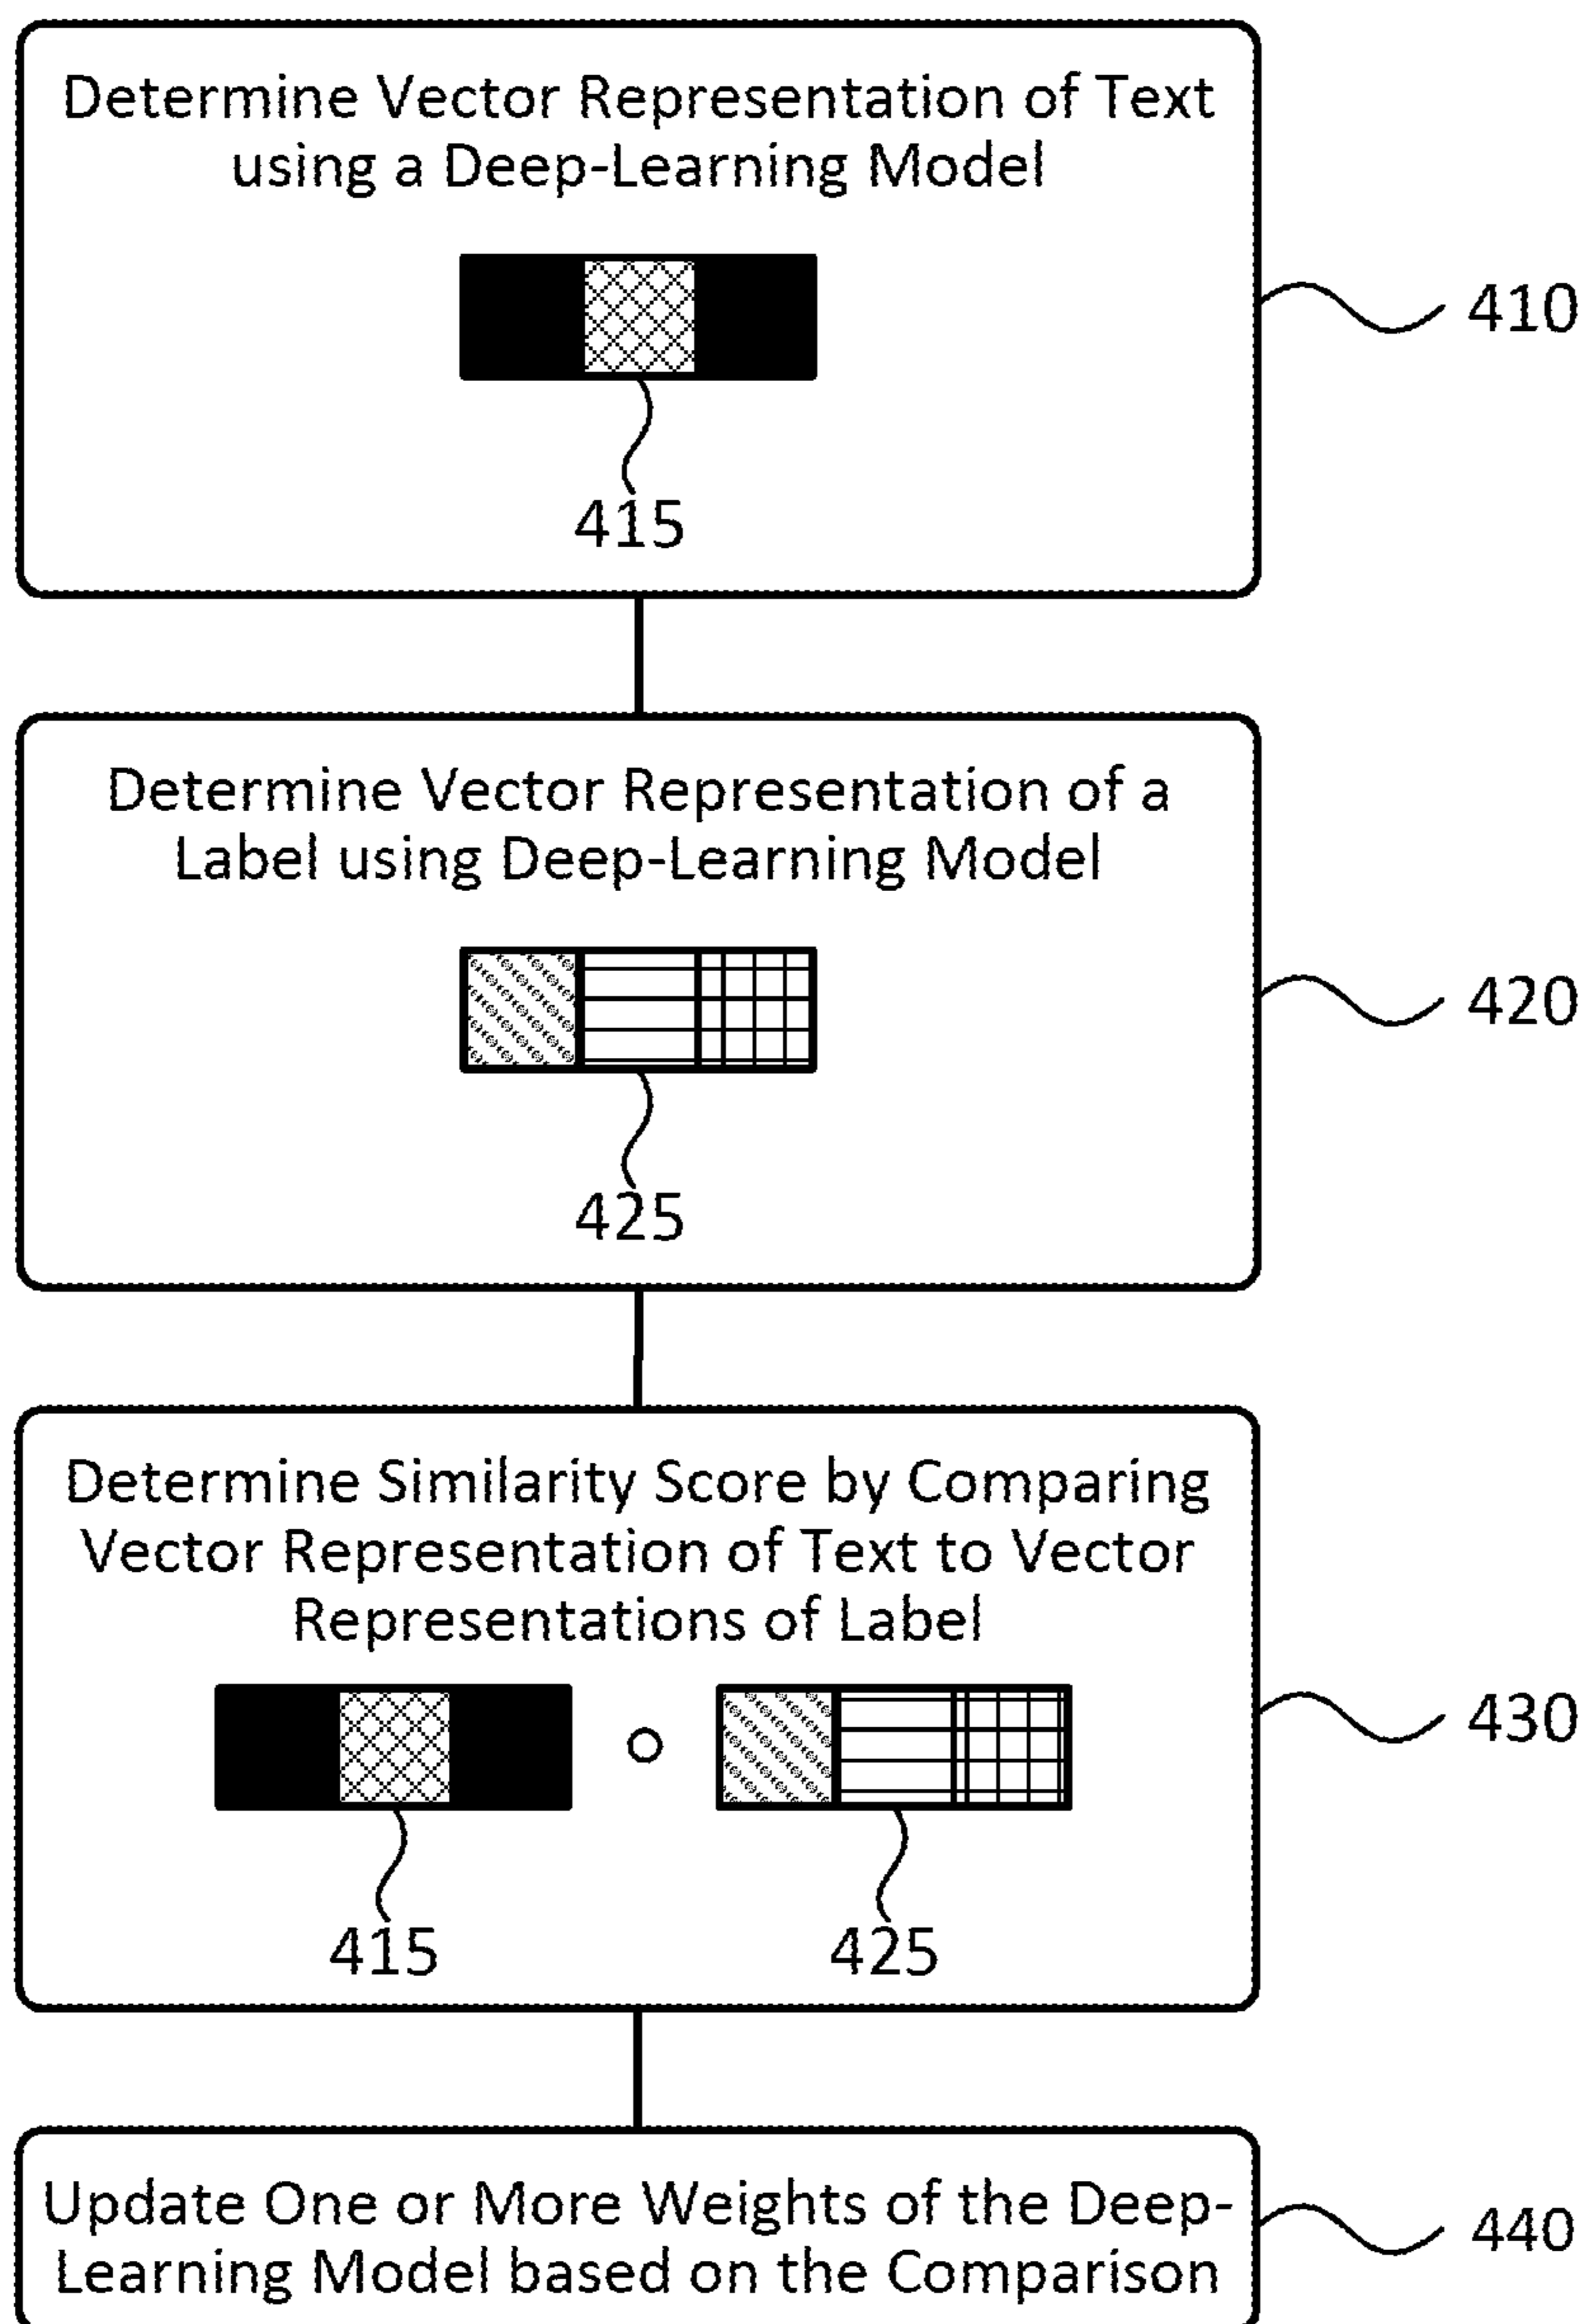 Determine Vector Representation of Text
using a Deep-Learning Model
410
415
Determine Vector Representation of a
Label using Deep-Learning Model
420
425
Determine Similarity Score by Comparing
Vector Representation of Text to Vector
Representations of Label
430
415 425
Update One or More Weights of the Deep-
Learning Model based on the Comparison
440